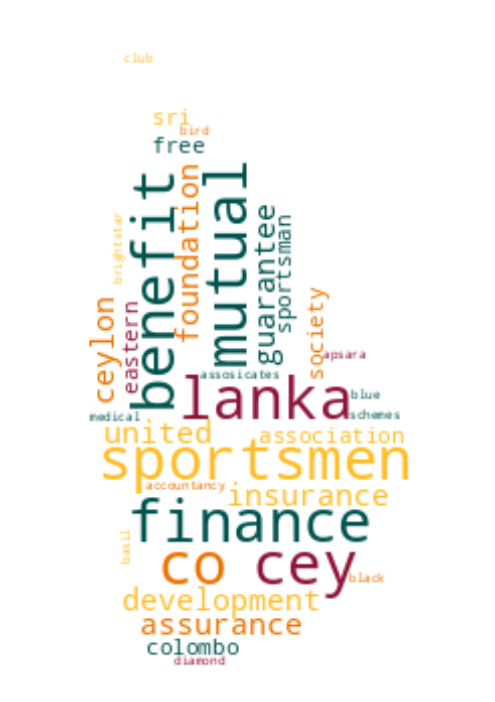 club
sri
bird
free
benefit
foundation
mutual
guarantee
sportsman
brightstar
ceylon
eastern
society
apsara
assosicates
lanka
blue
medical
schemes
united
association
sportsmen
accountancy
insurance
finance
basil
co cey
black
development
assurance
colombo
diamond